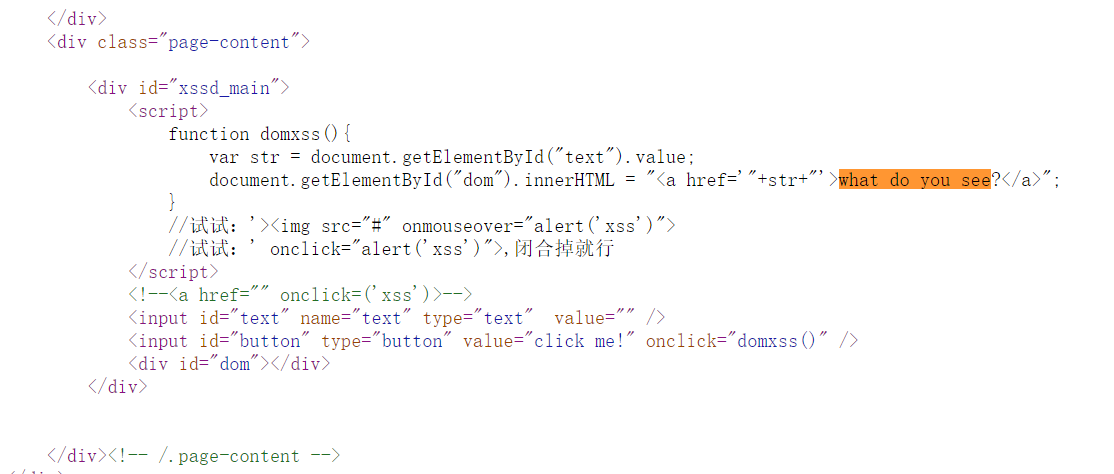 </div>
<div class="page-content">
<div id="xssd_main">
<script>
function domxss(){
var str = document.getElementById("text").value;
document.getElementById("dom").innerHTML = "<a href='"+str+"'>what do you see?</a>";
}
//试试：'><img src="#" onmouseover="alert('xss')">
//试试：' onclick="alert('xss')">,闭合掉就行
</script>
<!--<a href="" onclick=('xss')>-->
<input id="text" name="text" type="text"  value="" />
<input id="button" type="button" value="click me!" onclick="domxss()" />
<div id="dom"></div>
</div>
</div><!-- /.page-content -->